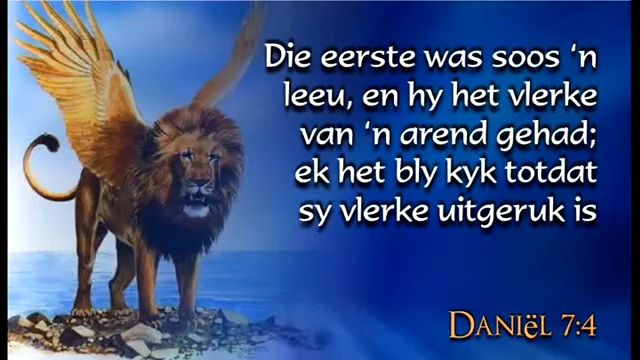 Die eerste was soos ‘n
leeu, en hy het vlerke
van ‘n arend gehad;
ek het bly kyk totdat
sy vlerke uitgeruk is
DANIËL 7:4